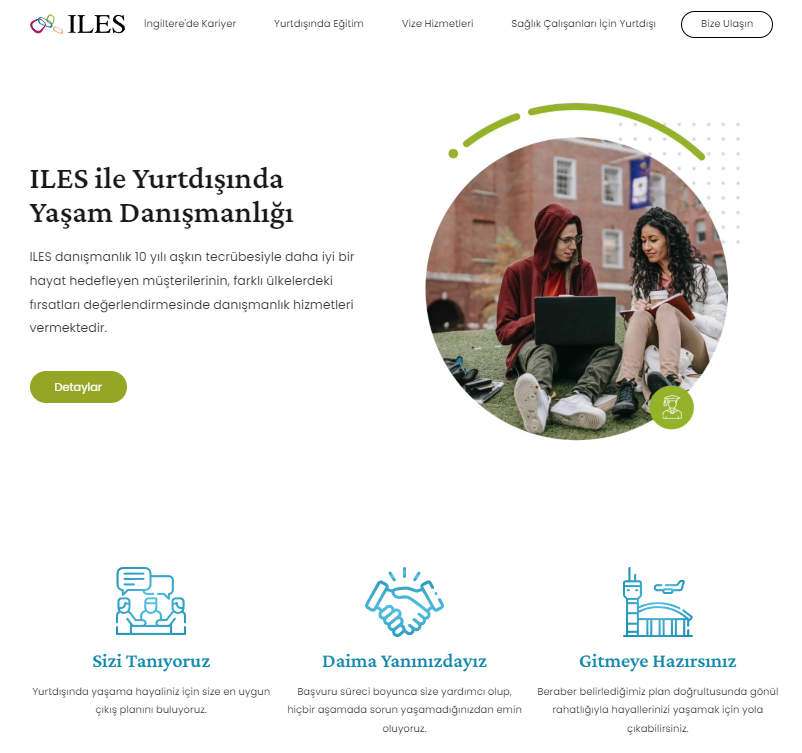 ILES
İngiltere'de Kariyer
Yurtdışında Eğitim
Vize Hizmetleri
Sağlık Çalışanları İçin Yurtdışı
Bize Ulaşın
ILES ile Yurtdışında
Yaşam Danışmanlığı
ILES danışmanlık 10 yılı aşkın tecrübesiyle daha iyi bir
hayat hedefleyen müşterilerinin, farklı ülkelerdeki
fırsatları değerlendirmesinde danışmanlık hizmetleri
vermektedir.
Detaylar
Sizi Tanıyoruz
Yurtdışında yaşama hayaliniz için size en uygun
çıkış planını buluyoruz.
Daima Yanınızdayız
Başvuru süreci boyunca size yardımcı olup,
hiçbir aşamada sorun yaşamadığınızdan emin
oluyoruz.
Gitmeye Hazırsınız
Beraber belirlediğimiz plan doğrultusunda gönül
rahatlığıyla hayallerinizi yaşamak için yola
çıkabilirsiniz.